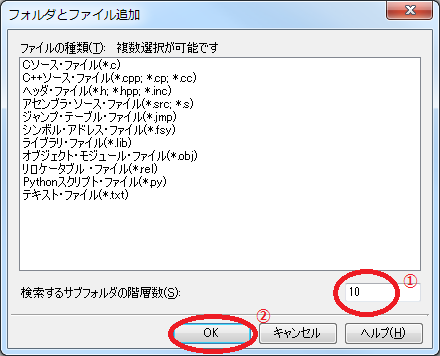 フォルダとファイル追加
ファイルの種類(T): 複数選択が可能です
Cソース・ファイル(*.c)
C++ソース・ファイル(*.cpp; *.cp; *.cc)
ヘッダ・ファイル(*.h; *.hpp; *.inc)
アセンブラ・ソース・ファイル(*.src; *.s)
ジャンプ・テーブル・ファイル(*.jmp)
シンボル・アドレス・ファイル(*.fsy)
ライブラリ・ファイル(*.lib)
オブジェクト・モジュール・ファイル(*.obj)
リロケータブル ・ファイル(*.rel)
Pythonスクリプト・ファイル(*.py)
テキスト・ファイル(*.txt)
検索するサブフォルダの階層数(S): 10 ①
②
OK キャンセル ヘルプ(H)